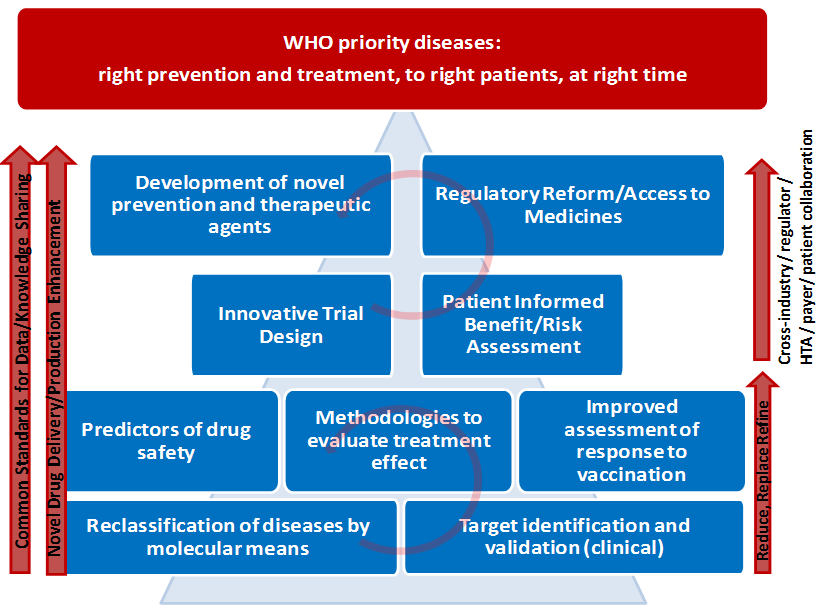 WHO priority diseases:
right prevention and treatment, to right patients, at right time
Common Standards for Data/Knowledge Sharing
Novel Drug Delivery/Production Enhancement
Development of novel
prevention and therapeutic
agents
Regulatory Reform/Access to
Medicines
Innovative Trial
Design
Patient Informed
Benefit/Risk
Assessment
Cross-industry / regulator /
HTA / payer/ patient collaboration
Predictors of drug
safety
Methodologies to
evaluate treatment
effect
Improved
assessment of
response to
vaccination
Reclassification of diseases by
molecular means
Target identification and
validation (clinical)
Reduce, Replace Refine